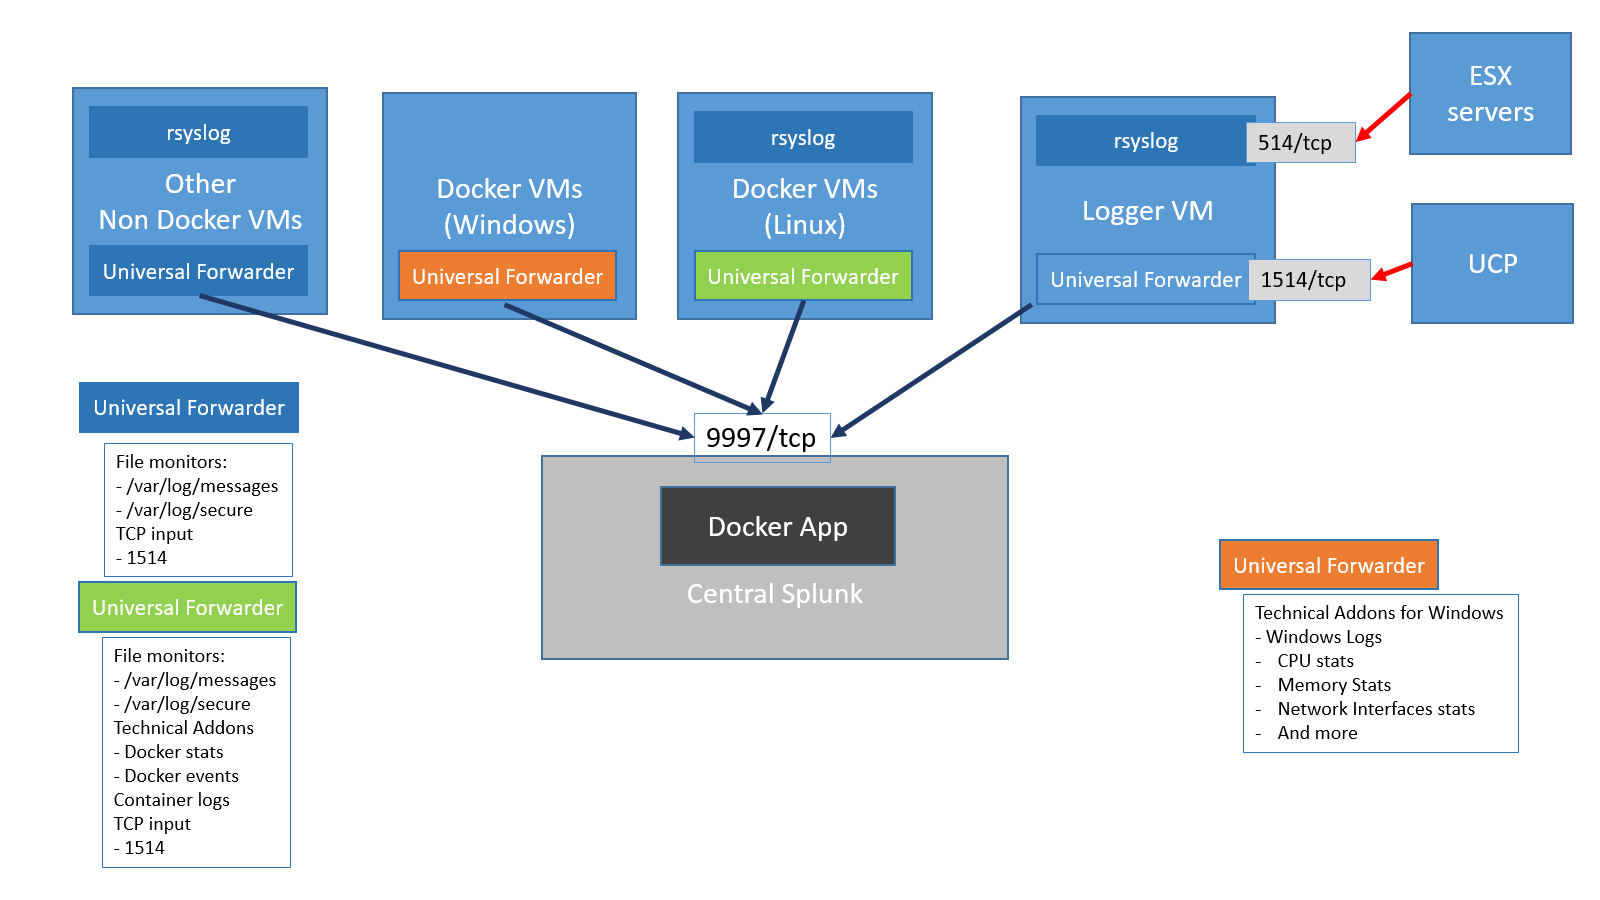 rsyslog
Other
Non Docker VMs
Universal Forwarder
Docker VMs
(Windows)
Universal Forwarder
rsyslog
Docker VMs
(Linux)
Universal Forwarder
rsyslog
514/tcp
Logger VM
Universal Forwarder
1514/tcp
ESX
servers
UCP
9997/tcp
Docker App
Central Splunk
Universal Forwarder
File monitors:
- /var/log/messages
- /var/log/secure
TCP input
- 1514
Universal Forwarder
File monitors:
- /var/log/messages
- /var/log/secure
Technical Addons
- Docker stats
- Docker events
Container logs
TCP input
- 1514
Universal Forwarder
Technical Addons for Windows
- Windows Logs
- CPU stats
- Memory Stats
- Network Interfaces stats
- And more